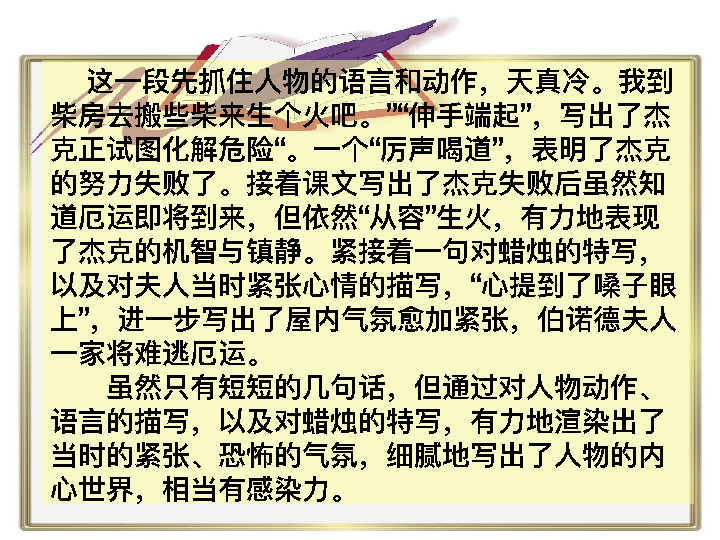 这一段先抓住人物的语言和动作，天真冷。我到
柴房去搬些柴来生个火吧。”“伸手端起”，写出了杰
克正试图化解危险“。一个“厉声喝道”，表明了杰克
的努力失败了。接着课文写出了杰克失败后虽然知
道厄运即将到来，但依然“从容”生火，有力地表现
了杰克的机智与镇静。紧接着一句对蜡烛的特写，
以及对夫人当时紧张心情的描写，“心提到了嗓子眼
上”，进一步写出了屋内气氛愈加紧张，伯诺德夫人
一家将难逃厄运。
虽然只有短短的几句话，但通过对人物动作、
语言的描写，以及对蜡烛的特写，有力地渲染出了
当时的紧张、恐怖的气氛，细腻地写出了人物的内
心世界，相当有感染力。